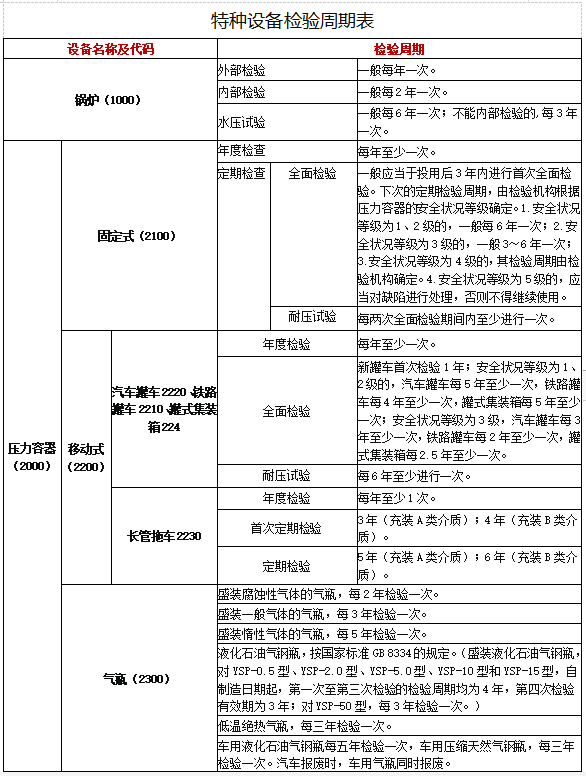 特种设备检验周期表
设备名称及代码
检验周期
锅炉（1000）
外部检验
一般每年一次。
内部检验
一般每2年一次。
水压试验
一般每6年一次；不能内部检验的,每3年
一次。
压力容器
（2000）
固定式（2100）
年度检查
每年至少一次。
定期检查
全面检验
一般应当于投用后3年内进行首次全面检
验。下次的定期检验周期，由检验机构根据
压力容器的安全状况等级确定。1.安全状况
等级为1、2级的，一般每6年一次；2.安
全状况等级为3级的，一般3～6年一次；
3.安全状况等级为4级的,其检验周期由检
验机构确定。4.安全状况等级为5级的，应
当对缺陷进行处理，否则不得继续使用。
耐压试验
每两次全面检验期间内至少进行一次。
移动式
（2200）
汽车罐车2220、铁路
罐车2210、罐式集装
箱224
年度检验
每年至少一次。
全面检验
新罐车首次检验1年；安全状况等级为1、
2级的，汽车罐车每5年至少一次，铁路罐
车每4年至少一次，罐式集装箱每5年至少
一次；安全状况等级为3级，汽车罐车每3
年至少一次，铁路罐车每2年至少一次，罐
式集装箱每2.5年至少一次。
耐压试验
每6年至少进行一次。
长管拖车2230
年度检验
每年至少1次。
首次定期检验
3年（充装A类介质）；4年（充装B类介
质）。
定期检验
5年（充装A类介质）；6年（充装B类介
质）。
气瓶（2300）
盛装腐蚀性气体的气瓶，每2年检验一次。
盛装一般气体的气瓶，每3年检验一次。
盛装惰性气体的气瓶，每5年检验一次。
液化石油气钢瓶,按国家标准GB8334的规定。（盛装液化石油气钢瓶，
对YSP-0.5型、YSP-2.0型、YSP-5.0型、YSP-10型和YSP-15型，自
制造日期起，第一次至第三次检验的检验周期均为4年，第四次检验
有效期为3年；对YSP-50型，每3年检验一次。）
低温绝热气瓶，每三年检验一次。
车用液化石油气钢瓶每五年检验一次，车用压缩天然气钢瓶，每三年
检验一次。汽车报废时，车用气瓶同时报废。